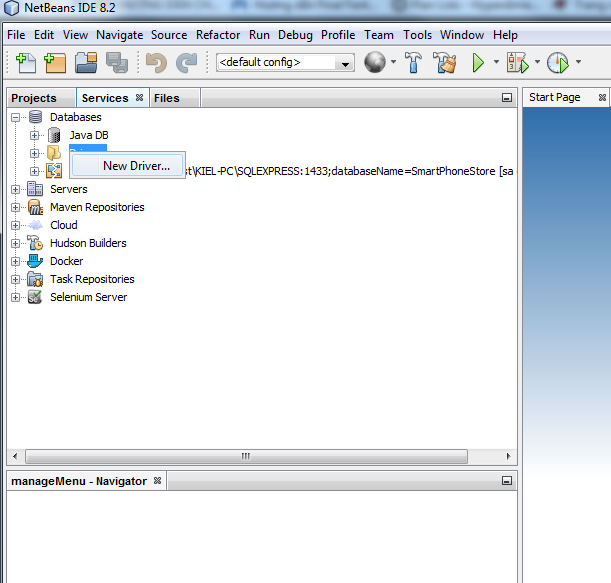 NetBeans IDE 8.2
File Edit View Navigate Source Refactor Run Debug Profile Team Tools Window Help
<default config>
Projects Services Files Start Page
Databases
Java DB
New Driver...
st\KIEL-PC\SQLEXPRESS:1433;databaseName=SmartPhoneStore [sa
Servers
Maven Repositories
Cloud
Hudson Builders
Docker
Task Repositories
Selenium Server
manageMenu - Navigator